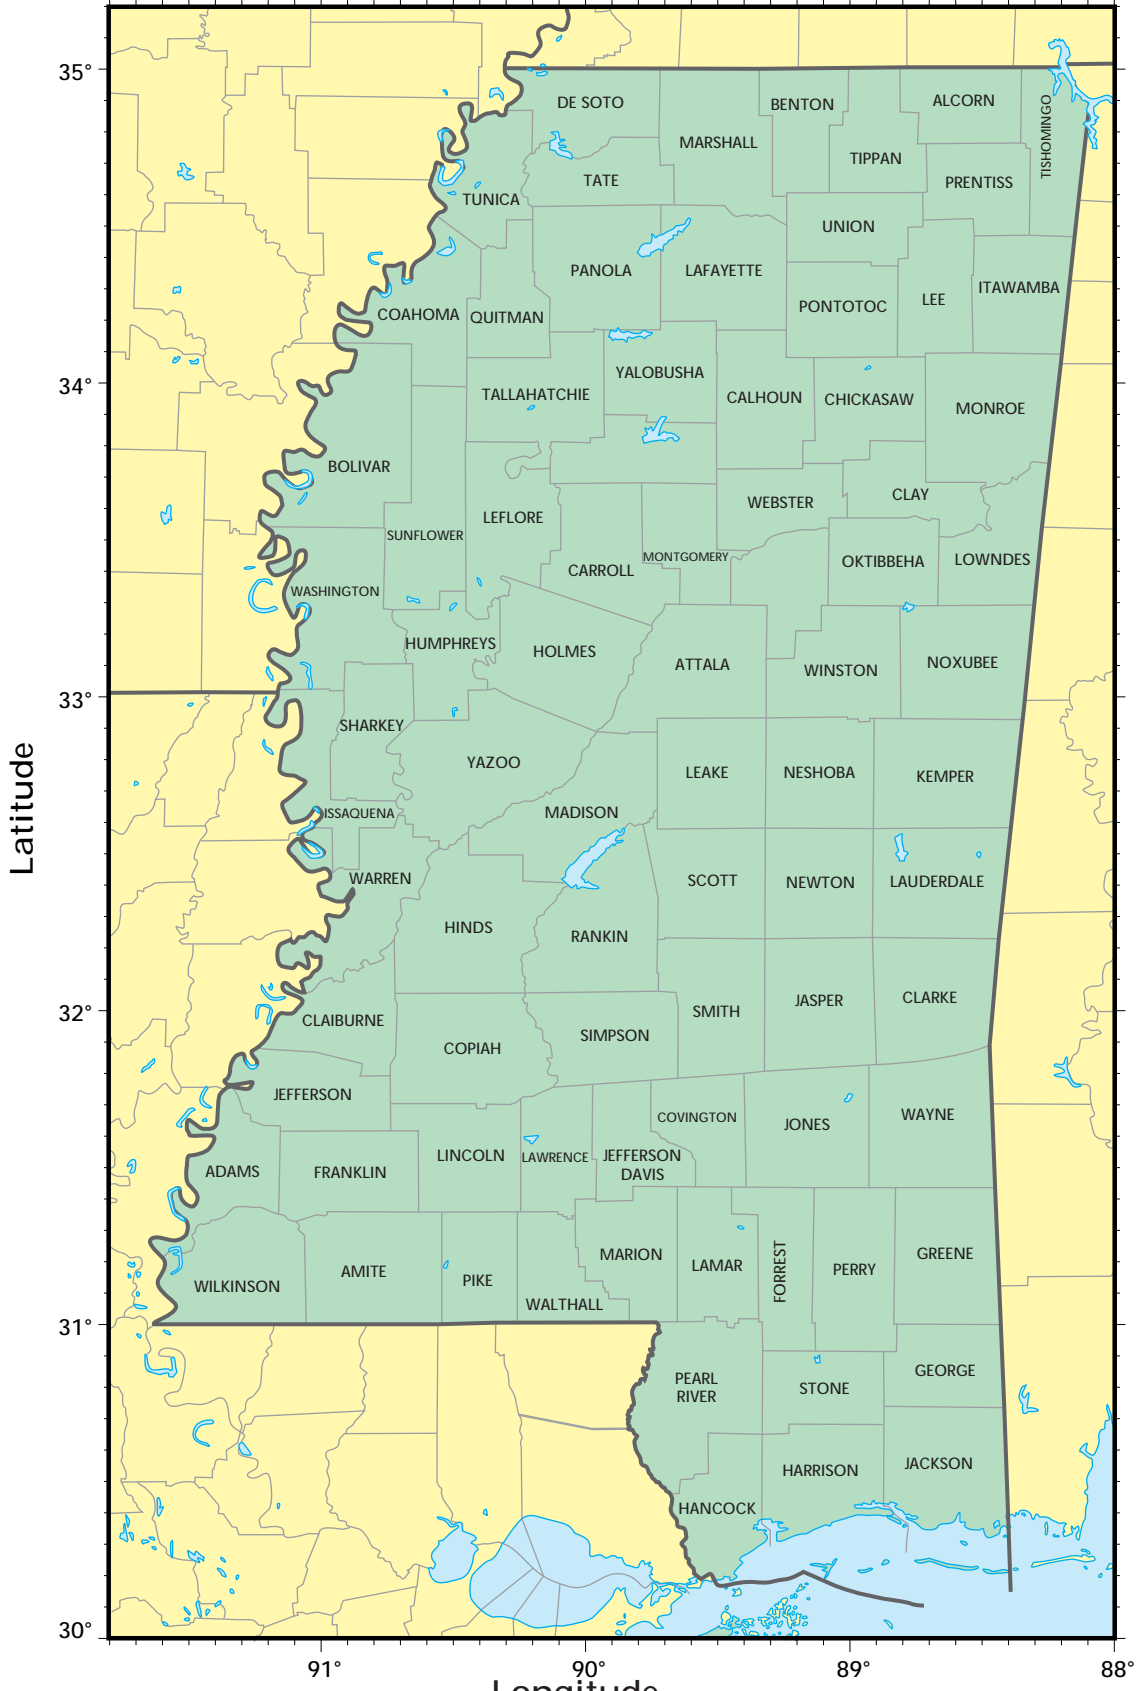 35°
DE SOTO
BENTON
ALCORN
TISHOMINGO
MARSHALL
TIPPAH
TATE
PRENTISS
TUNICA
UNION
PANOLA
LAFAYETTE
ITAWAMBA
COAHOMA
QUITMAN
PONTOTOC
LEE
34°
YALOBUSHA
TALLAHATCHIE
CALHOUN
CHICKASAW
MONROE
BOLIVAR
WEBSTER
CLAY
LEFLORE
SUNFLOWER
MONTGOMERY
OKTIBBEHA
LOWNDES
CARROLL
WASHINGTON
HUMPHREYS
HOLMES
ATTALA
WINSTON
NOXUBEE
33°
SHARKEY
YAZOO
LEAKE
NESHOBA
KEMPER
Latitude
ISSAQUENA
MADISON
WARREN
SCOTT
NEWTON
LAUDERDALE
HINDS
RANKIN
32°
CLAIBURNE
SMITH
JASPER
CLARKE
COPIAH
SIMPSON
JEFFERSON
COVINGTON
JONES
WAYNE
ADAMS
FRANKLIN
LINCOLN
LAWRENCE
JEFFERSON
DAVIS
WILKINSON
AMITE
PIKE
WALTHALL
MARION
LAMAR
FORREST
PERRY
GREENE
31°
PEARL
RIVER
STONE
GEORGE
HARRISON
JACKSON
HANCOCK
30°
91°
90°
89°
88°
Longitude